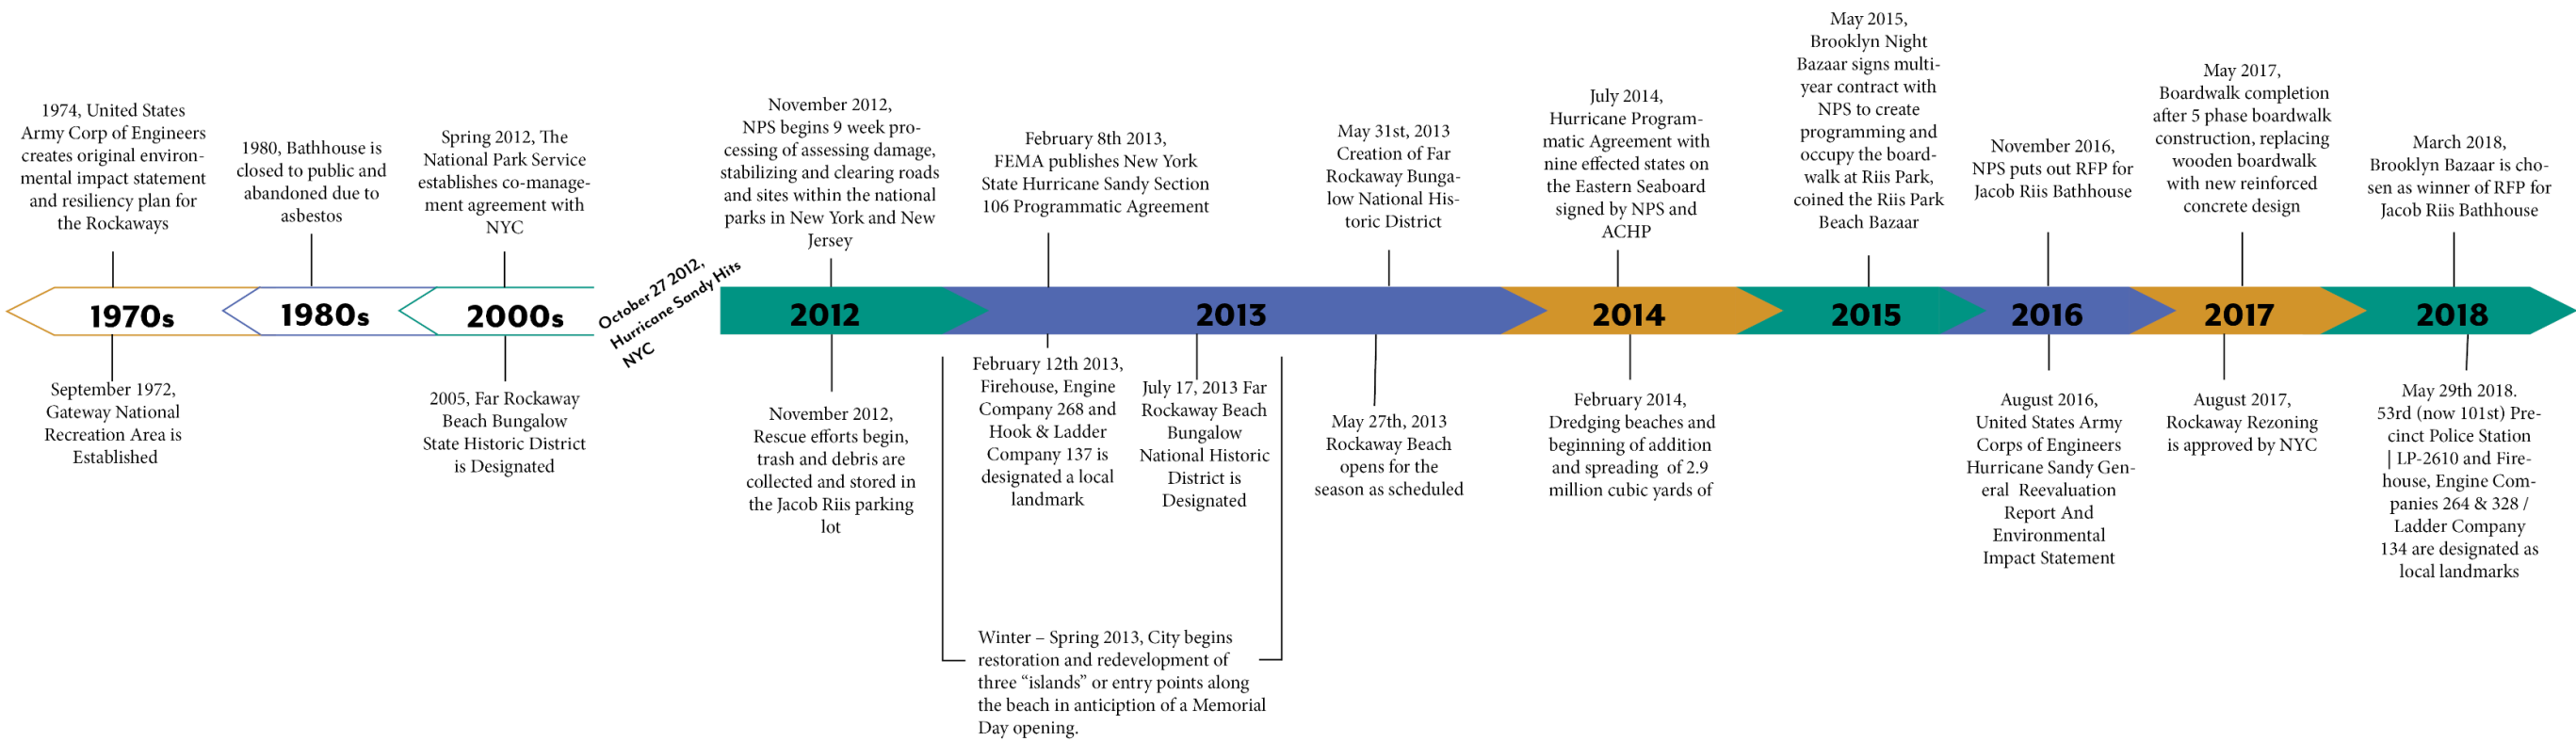 1974, United States
Army Corp of Engineers
creates original environ-
mental impact statement
and resiliency plan for
the Rockaways
1980, Bathhouse is
closed to public and
abandoned due to
asbestos
Spring 2012, The
National Park Service
establishes co-manage-
ment agreement with
NYC
November 2012,
NPS begins 9 week pro-
cessing of assessing damage,
stabilizing and clearing roads
and sites within the national
parks in New York and New
Jersey
February 8th 2013,
FEMA publishes New York
State Hurricane Sandy Section
106 Programmatic Agreement
May 31st, 2013
Creation of Far
Rockaway Bunga-
low National His-
toric District
July 2014,
Hurricane Program-
matic Agreement with
nine effected states on
the Eastern Seaboard
signed by NPS and
ACHP
May 2015,
Brooklyn Night
Bazaar signs multi-
year contract with
NPS to create
programming and
occupy the board-
walk at Riis Park,
coined the Riis Park
Beach Bazaar
November 2016,
NPS puts out RFP for
Jacob Riis Bathhouse
May 2017,
Boardwalk completion
after 5 phase boardwalk
construction, replacing
wooden boardwalk
with new reinforced
concrete design
March 2018,
Brooklyn Bazaar is cho-
sen as winner of RFP for
Jacob Riis Bathhouse
1970s
1980s
2000s
October 27 2012,
Hurricane Sandy Hits
NYC
2012
2013
2014
2015
2016
2017
2018
September 1972,
Gateway National
Recreation Area is
Established
2005, Far Rockaway
Beach Bungalow
State Historic District
is Designated
November 2012,
Rescue efforts begin,
trash and debris are
collected and stored in
the Jacob Riis parking
lot
February 12th 2013,
Firehouse, Engine
Company 268 and
Hook & Ladder
Company 137 is
designated a local
landmark
July 17, 2013 Far
Rockaway Beach
Bungalow
National Historic
District is
Designated
Winter – Spring 2013, City begins
restoration and redevelopment of
three “islands” or entry points along
the beach in anticiption of a Memorial
Day opening.
May 27th, 2013
Rockaway Beach
opens for the
season as scheduled
February 2014,
Dredging beaches and
beginning of addition
and spreading of 2.9
million cubic yards of
August 2016,
United States Army
Corps of Engineers
Hurricane Sandy Gen-
eral Reevaluation
Report And
Environmental
Impact Statement
August 2017,
Rockaway Rezoning
is approved by NYC
May 29th 2018.
53rd (now 101st) Pre-
cinct Police Station
| LP-2610 and Fire-
house, Engine Com-
panies 264 & 328 /
Ladder Company
134 are designated as
local landmarks